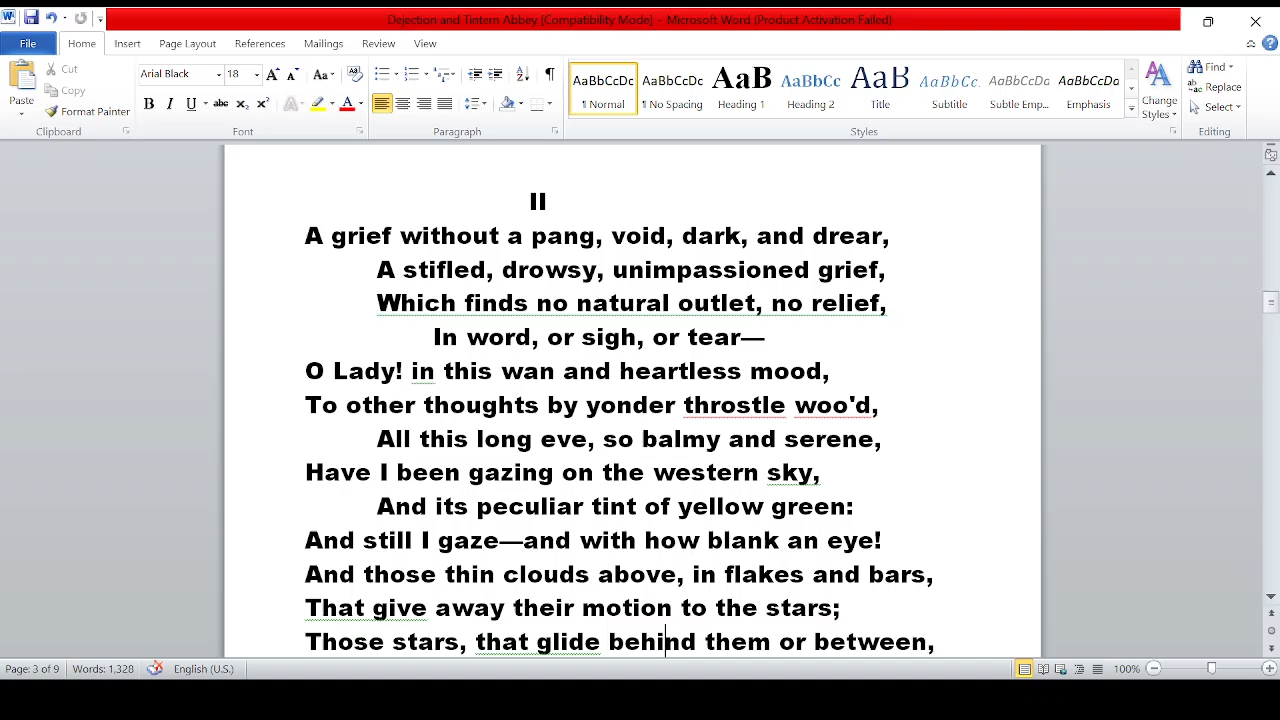 Dejection and Tintern Abbey [Compatibility Mode] - Microsoft Word (Product Activation Failed)
File Home Insert Page Layout References Mailings Review View
Paste
Cut
Copy
Format Painter
Clipboard
Arial Black 18
Font
Paragraph
AaBbCcDc AaBbCcDc AaB AaBbCc AaB AaBbCc. AaBbCcDc AaBbCcDc
¶ Normal ¶ No Spacing Heading 1 Heading 2 Title Subtitle Subtle Emp... Emphasis
Change Styles
Styles
Find
Replace
Select
Editing
II
A grief without a pang, void, dark, and drear,
A stifled, drowsy, unimpassioned grief,
Which finds no natural outlet, no relief,
In word, or sigh, or tear—
O Lady! in this wan and heartless mood,
To other thoughts by yonder throstle woo'd,
All this long eve, so balmy and serene,
Have I been gazing on the western sky,
And its peculiar tint of yellow green:
And still I gaze—and with how blank an eye!
And those thin clouds above, in flakes and bars,
That give away their motion to the stars;
Those stars, that glide behind them or between,
Page: 3 of 9 Words: 1,328 English (U.S.) 100%